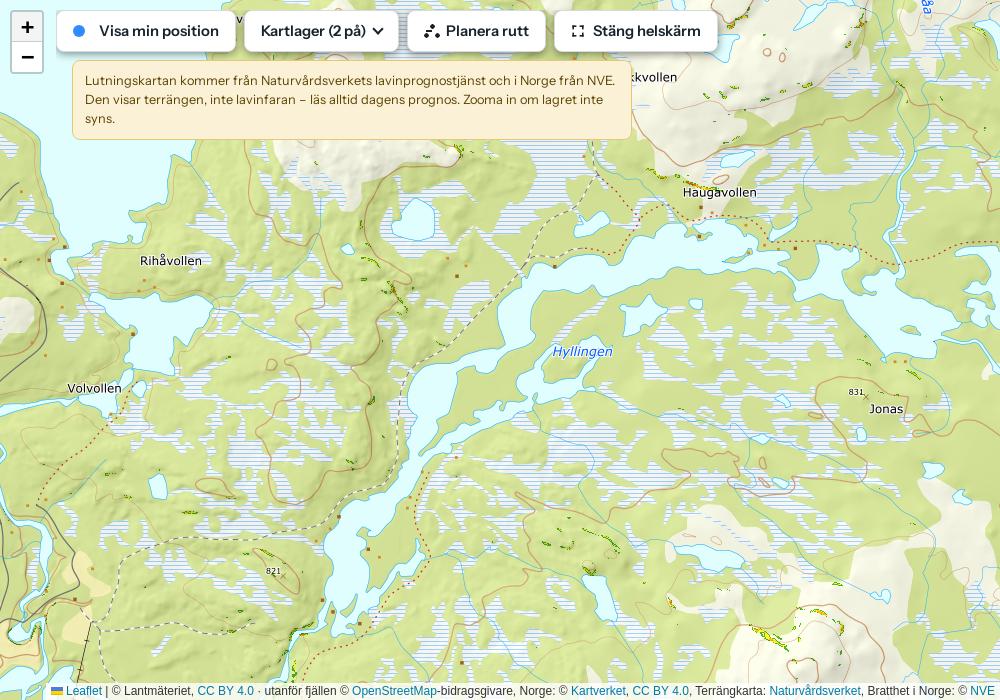 +
−
Visa min position
Kartlager (2 på)
Planera rutt
Stäng helskärm
Lutningskartan kommer från Naturvårdsverkets lavinprognostjänst och i Norge från NVE.
Den visar terrängen, inte lavinfaran – läs alltid dagens prognos. Zooma in om lagret inte
syns.
kkvollen
Haugavollen
Rihåvollen
Hyllingen
Volvollen
831
Jonas
821
Leaflet | © Lantmäteriet, CC BY 4.0 · utanför fjällen © OpenStreetMap-bidragsgivare, Norge: © Kartverket, CC BY 4.0, Terrängkarta: Naturvårdsverket, Bratthet i Norge: © NVE